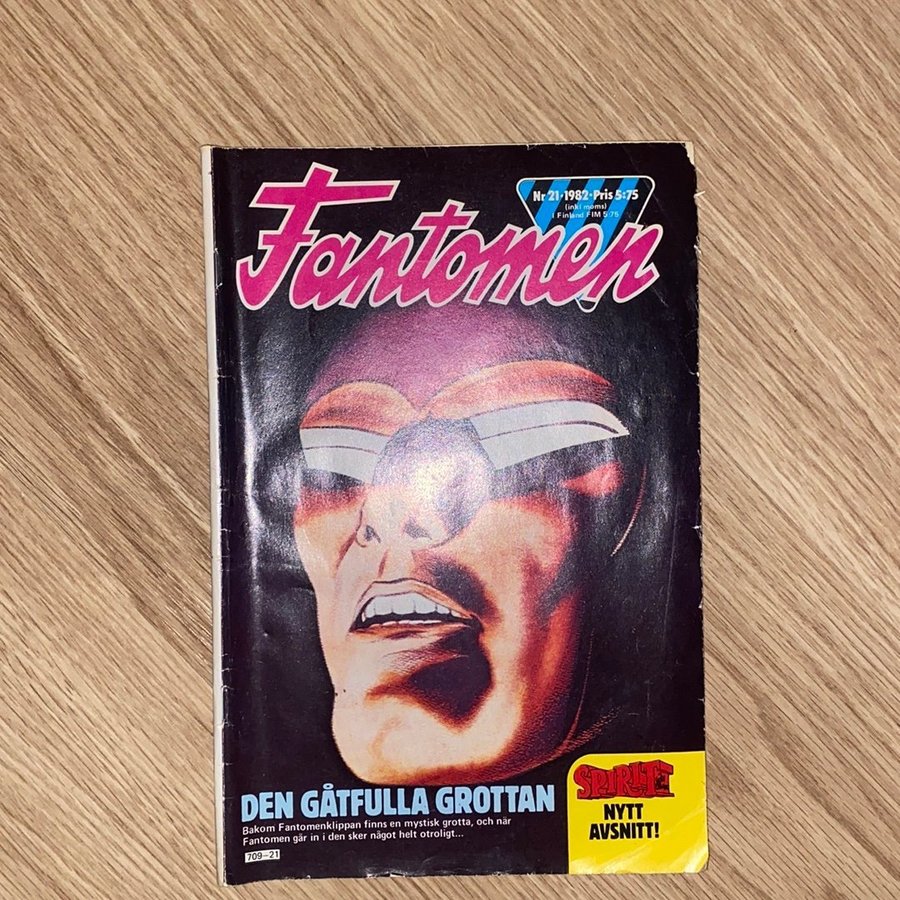 Nr 21·1982·Pris 5:75
(inkl moms)
i Finland FIM 5:75
Fantomen
DEN GÅTFULLA GROTTAN
Bakom Fantomenklippan finns en mystisk grotta, och när
Fantomen går in i den sker något helt otroligt...
709–21
SPIRIT
NYTT
AVSNITT!